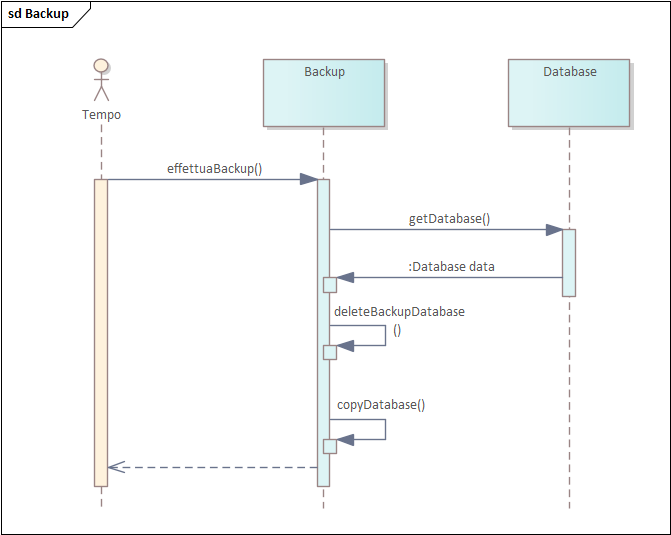 sd Backup
Tempo
Backup
Database
effettuaBackup()
getDatabase()
:Database data
deleteBackupDatabase
()
copyDatabase()